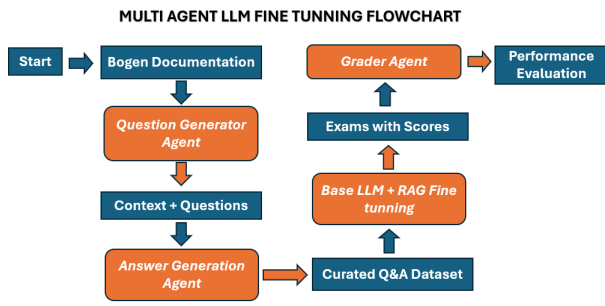 MULTI AGENT LLM FINE TUNNING FLOWCHART
Start
Bogen Documentation
Question Generator
Agent
Context + Questions
Answer Generation
Agent
Curated Q&A Dataset
Base LLM + RAG Fine
tunning
Exams with Scores
Grader Agent
Performance
Evaluation